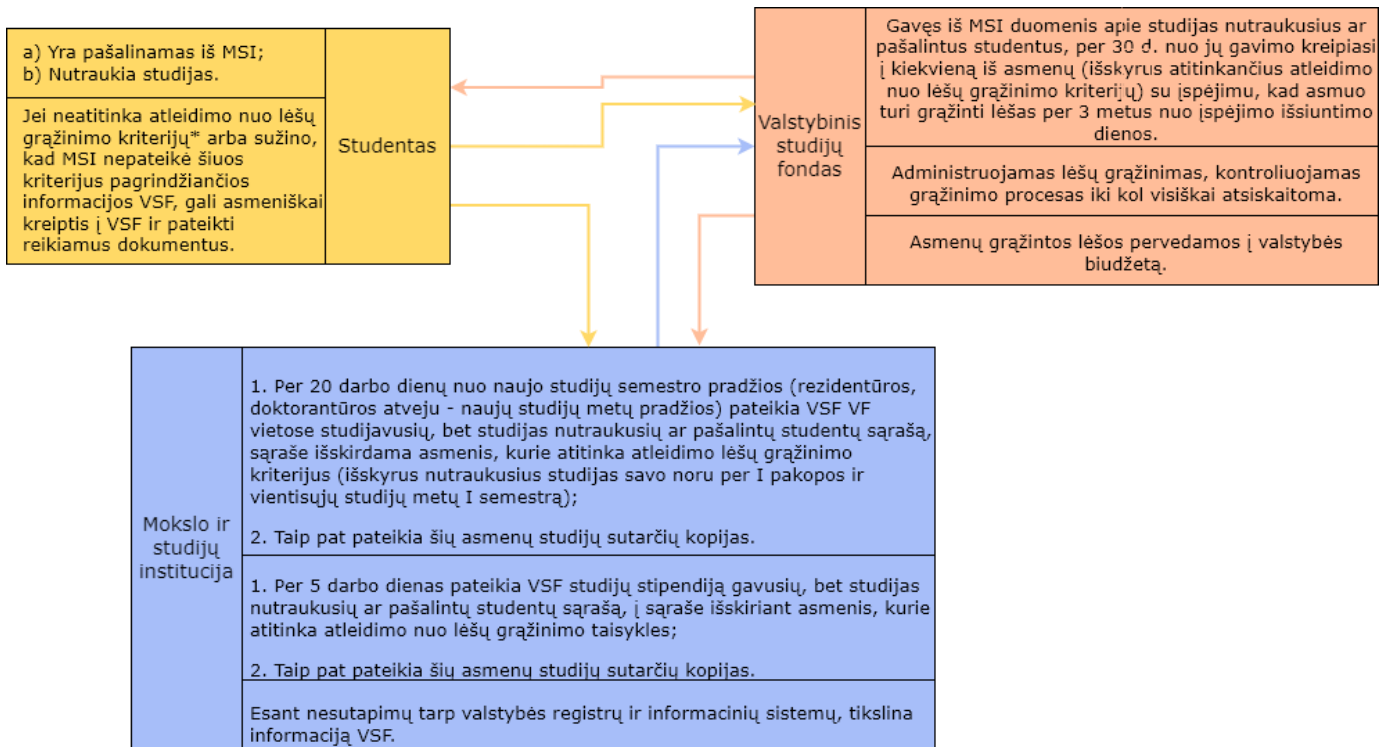 a) Yra pašalinamas iš MSI;
b) Nutraukia studijas.
Jei neatitinka atleidimo nuo lėšų
grąžinimo kriterijų* arba sužino,
kad MSI nepateikė šiuos
kriterijus pagrindžiančios
informacijos VSF, gali asmeniškai
kreiptis į VSF ir pateikti
reikiamus dokumentus.
Studentas
Valstybinis
studijų
fondas
Gavęs iš MSI duomenis apie studijas nutraukusius ar
pašalintus studentus, per 30 d. nuo jų gavimo kreipiasi
į kiekvieną iš asmenų (išskyrus atitinkančius atleidimo
nuo lėšų grąžinimo kriterijų) su įspėjimu, kad asmuo
turi grąžinti lėšas per 3 metus nuo įspėjimo išsiuntimo
dienos.
Administruojamas lėšų grąžinimas, kontroliuojamas
grąžinimo procesas iki kol visiškai atsiskaitoma.
Asmenų grąžintos lėšos pervedamos į valstybės
biudžetą.
Mokslo ir
studijų
institucija
1. Per 20 darbo dienų nuo naujo studijų semestro pradžios (rezidentūros,
doktorantūros atveju - naujų studijų metų pradžios) pateikia VSF VF
vietose studijavusių, bet studijas nutraukusių ar pašalintų studentų sąrašą,
sąraše išskirdama asmenis, kurie atitinka atleidimo lėšų grąžinimo
kriterijus (išskyrus nutraukusius studijas savo noru per I pakopos ir
vientisųjų studijų metų I semestrą);
2. Taip pat pateikia šių asmenų studijų sutarčių kopijas.
1. Per 5 darbo dienas pateikia VSF studijų stipendiją gavusių, bet studijas
nutraukusių ar pašalintų studentų sąrašą, į sąraše išskiriant asmenis, kurie
atitinka atleidimo nuo lėšų grąžinimo taisykles;
2. Taip pat pateikia šių asmenų studijų sutarčių kopijas.
Esant nesutapimų tarp valstybės registrų ir informacinių sistemų, tikslina
informaciją VSF.